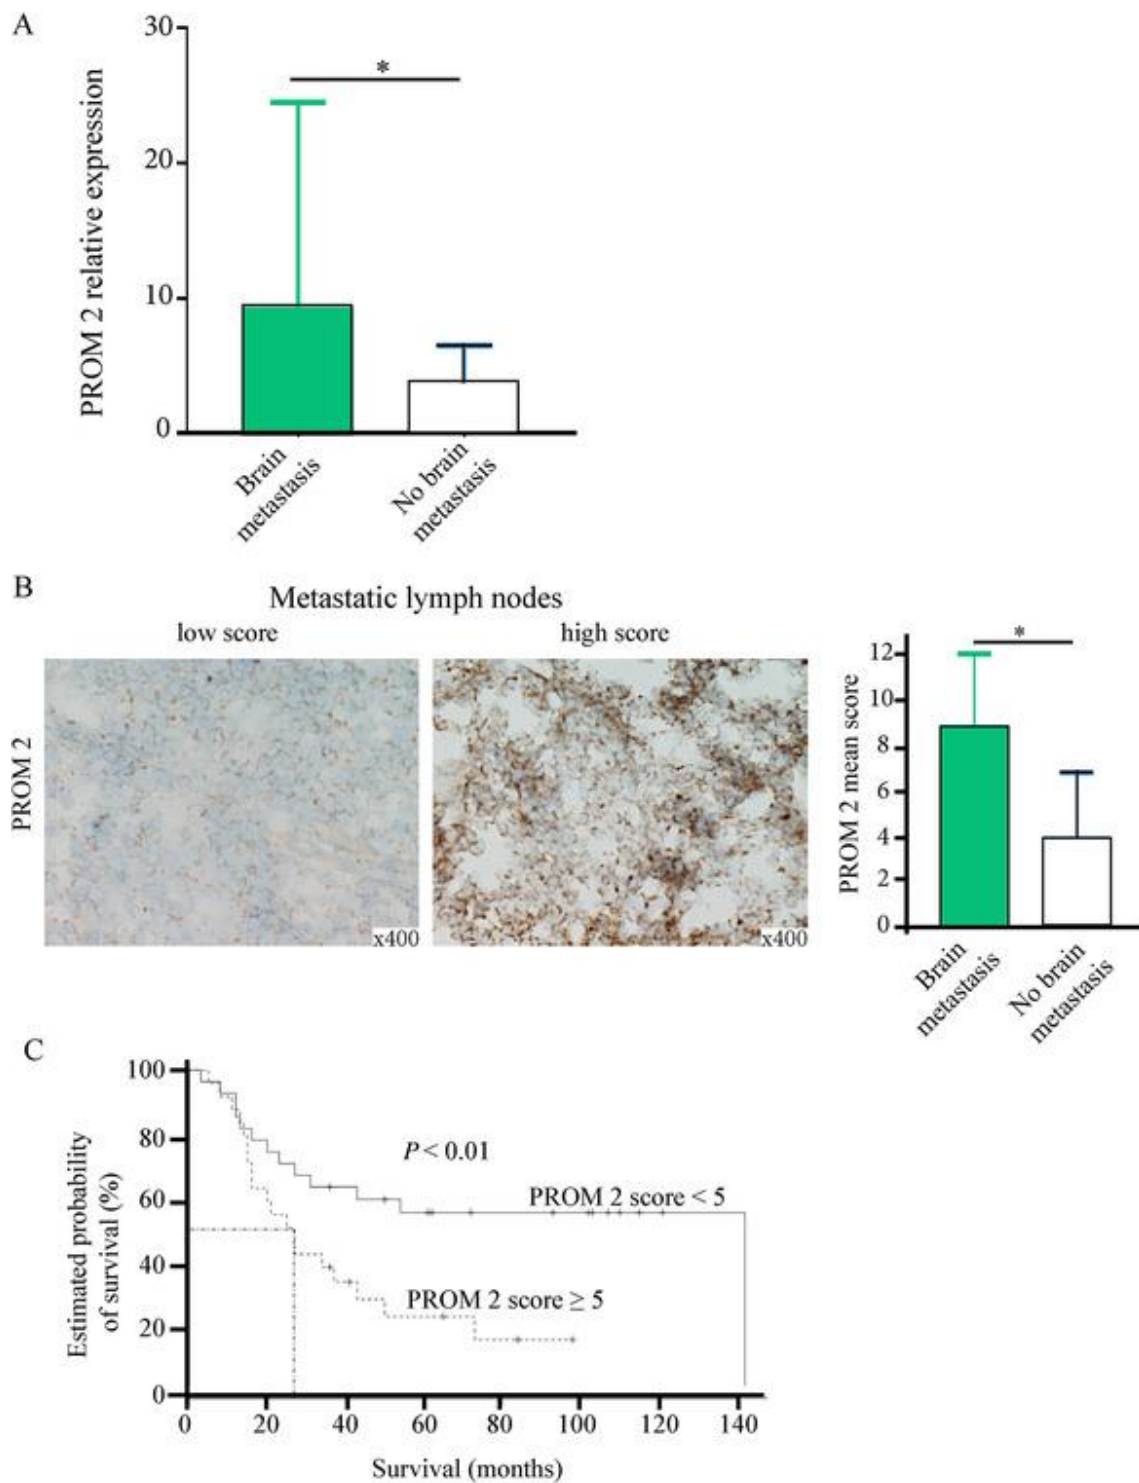 A
30
*
20
10
0
PROM 2 relative expression
Brain
metastasis
No brain
metastasis
B
Metastatic lymph nodes
low score
high score
PROM 2
x400
x400
*
12
10
8
6
4
2
0
PROM 2 mean score
Brain
metastasis
No brain
metastasis
C
100
80
60
40
20
0
Estimated probability
of survival (%)
P < 0.01
PROM 2 score < 5
PROM 2 score ≥ 5
0 20 40 60 80 100 120 140
Survival (months)